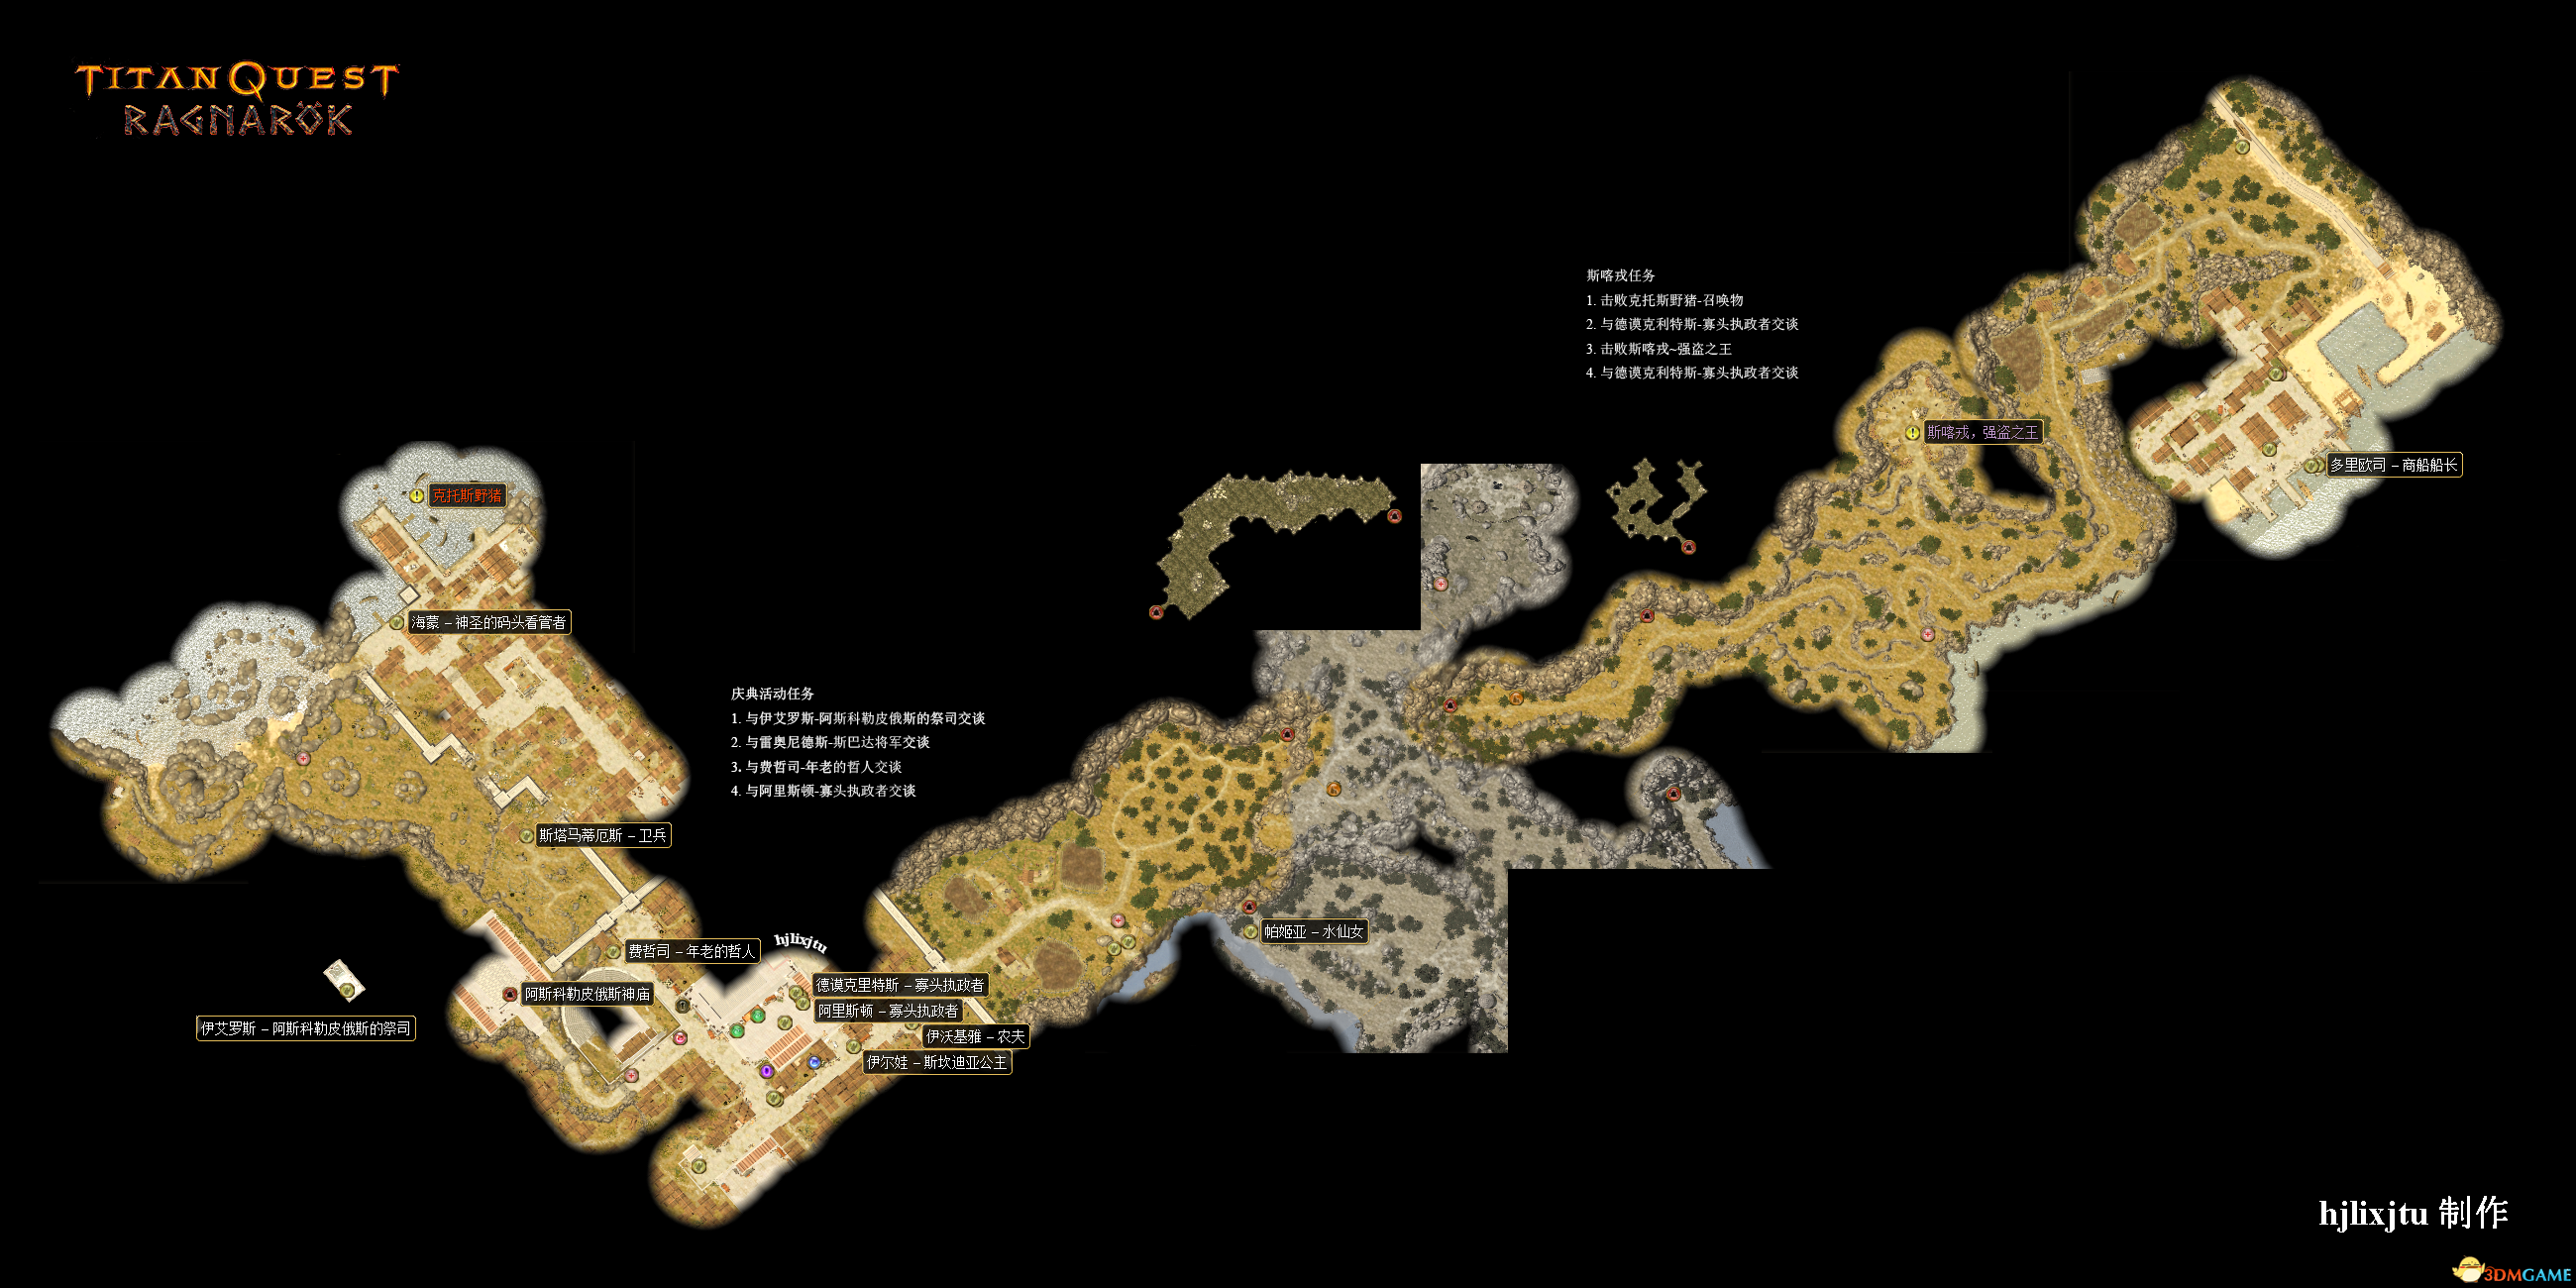 TITAN QUEST
RAGNARÖK
斯喀戎任务
1. 击败克托斯野猪-召唤物
2. 与德谟克利特斯-寡头执政者交谈
3. 击败斯喀戎~强盗之王
4. 与德谟克利特斯-寡头执政者交谈
斯喀戎，强盗之王
多里欧司 – 商船船长
克托斯野猪
海蒙 – 神圣的码头看管者
庆典活动任务
1. 与伊艾罗斯-阿斯科勒皮俄斯的祭司交谈
2. 与雷奥尼德斯-斯巴达将军交谈
3. 与费哲司-年老的哲人交谈
4. 与阿里斯顿-寡头执政者交谈
斯塔马蒂厄斯 – 卫兵
帕姬亚 – 水仙女
hjlixjtu
费哲司 – 年老的哲人
德谟克里特斯 – 寡头执政者
阿斯科勒皮俄斯神庙
阿里斯顿 – 寡头执政者
伊艾罗斯 – 阿斯科勒皮俄斯的祭司
伊沃基雅 – 农夫
伊尔娃 – 斯坎迪亚公主
hjlixjtu 制作
3DMGAME